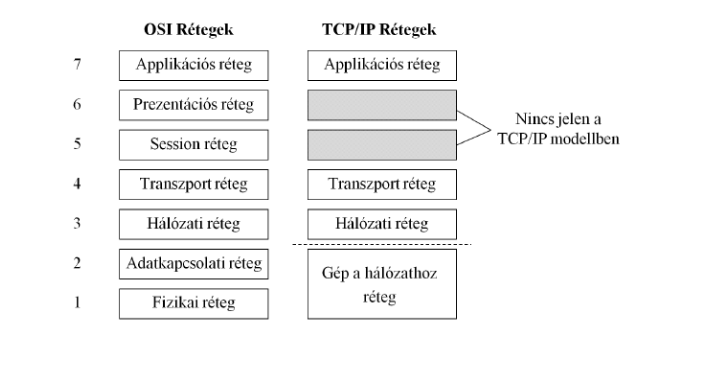 OSI Rétegek TCP/IP Rétegek
7 Applikációs réteg Applikációs réteg
6 Prezentációs réteg
Nincs jelen a
TCP/IP modellben
5 Session réteg
4 Transzport réteg Transzport réteg
3 Hálózati réteg Hálózati réteg
2 Adatkapcsolati réteg
Gép a hálózathoz
réteg
1 Fizikai réteg